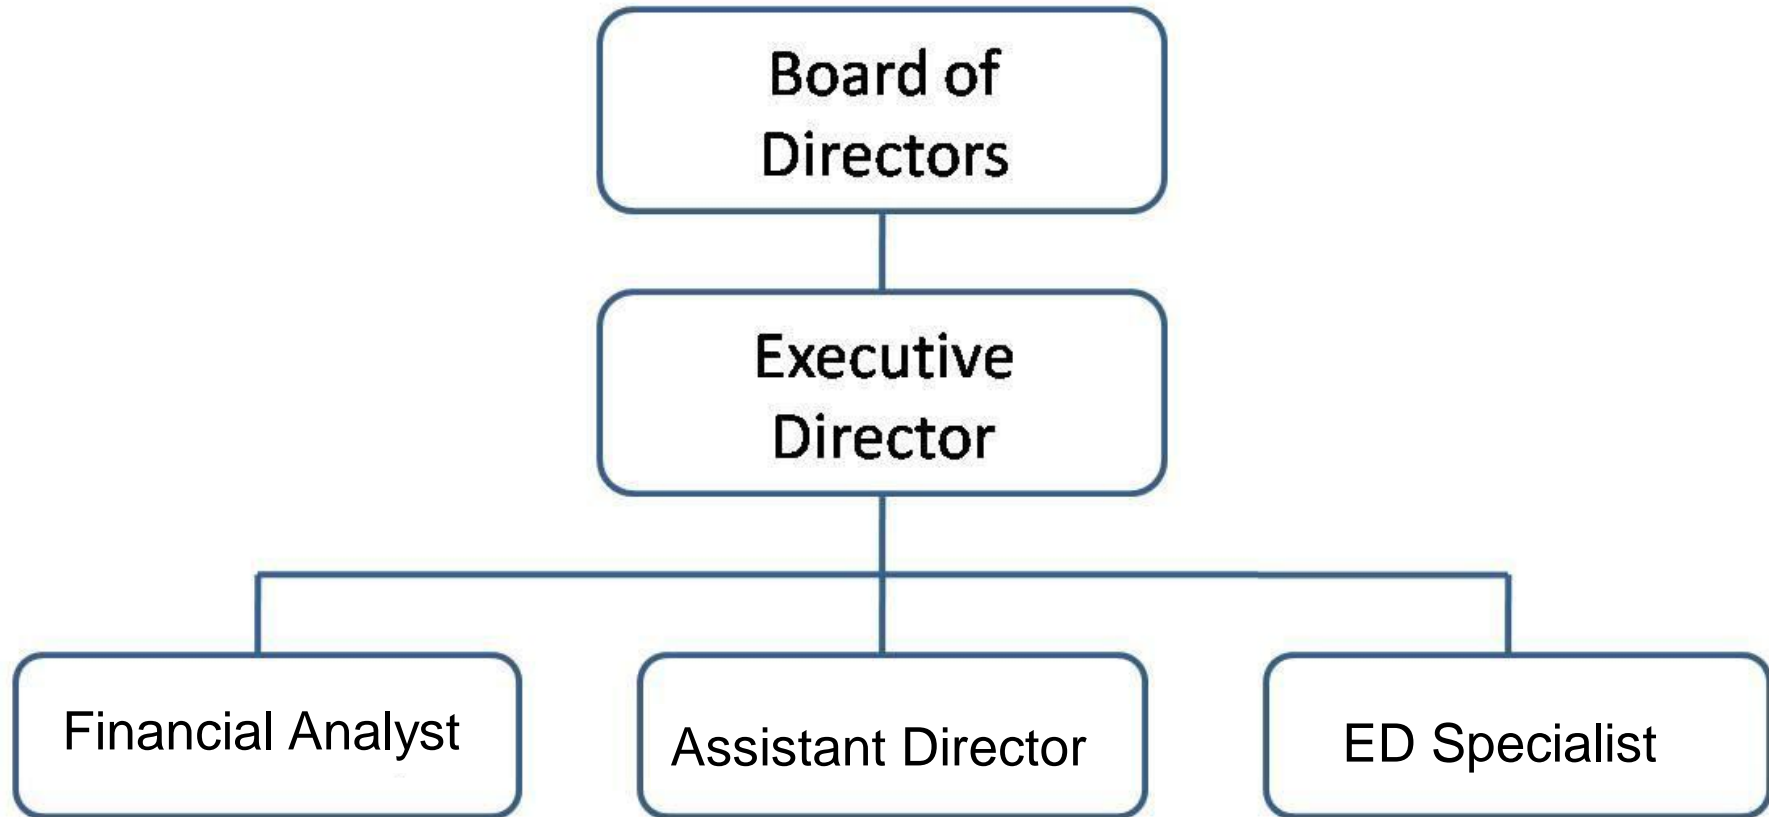 Board of
Directors
Executive
Director
Financial Analyst
Assistant Director
ED Specialist